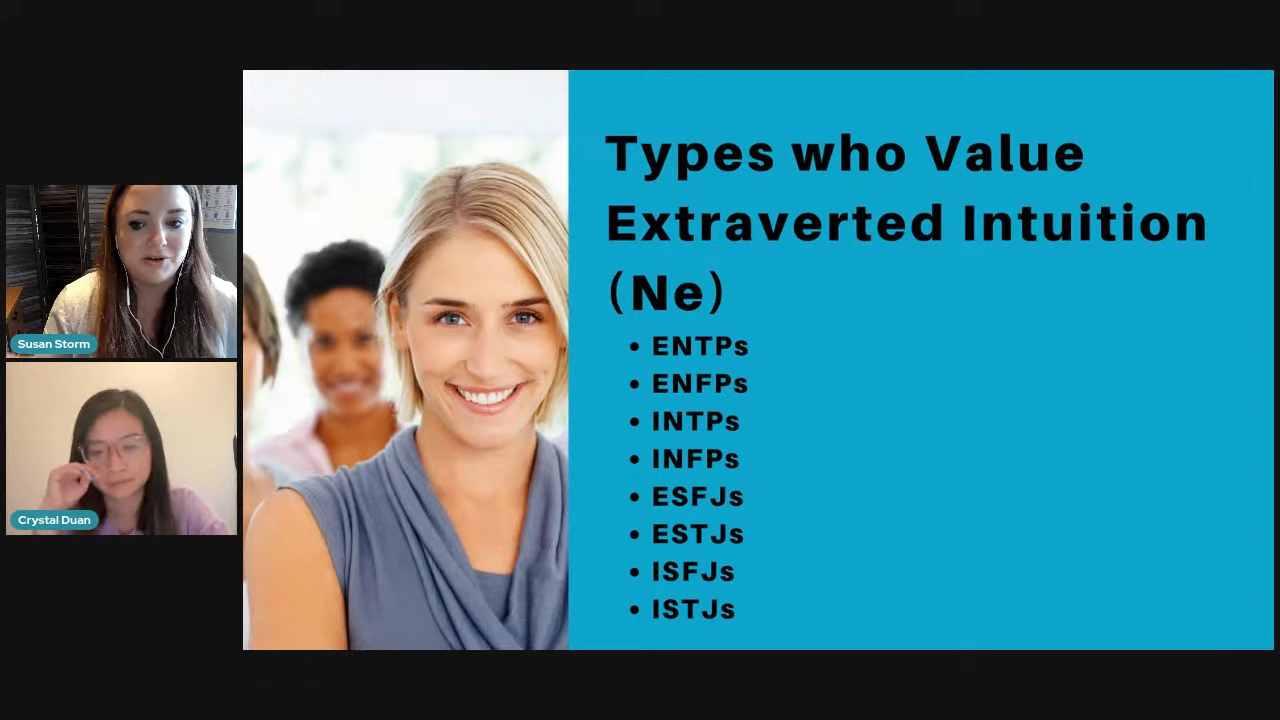 Susan Storm
Crystal Duan
Types who Value
Extraverted Intuition
(Ne)
• ENTPs
• ENFPs
• INTPs
• INFPs
• ESFJs
• ESTJs
• ISFJs
• ISTJs